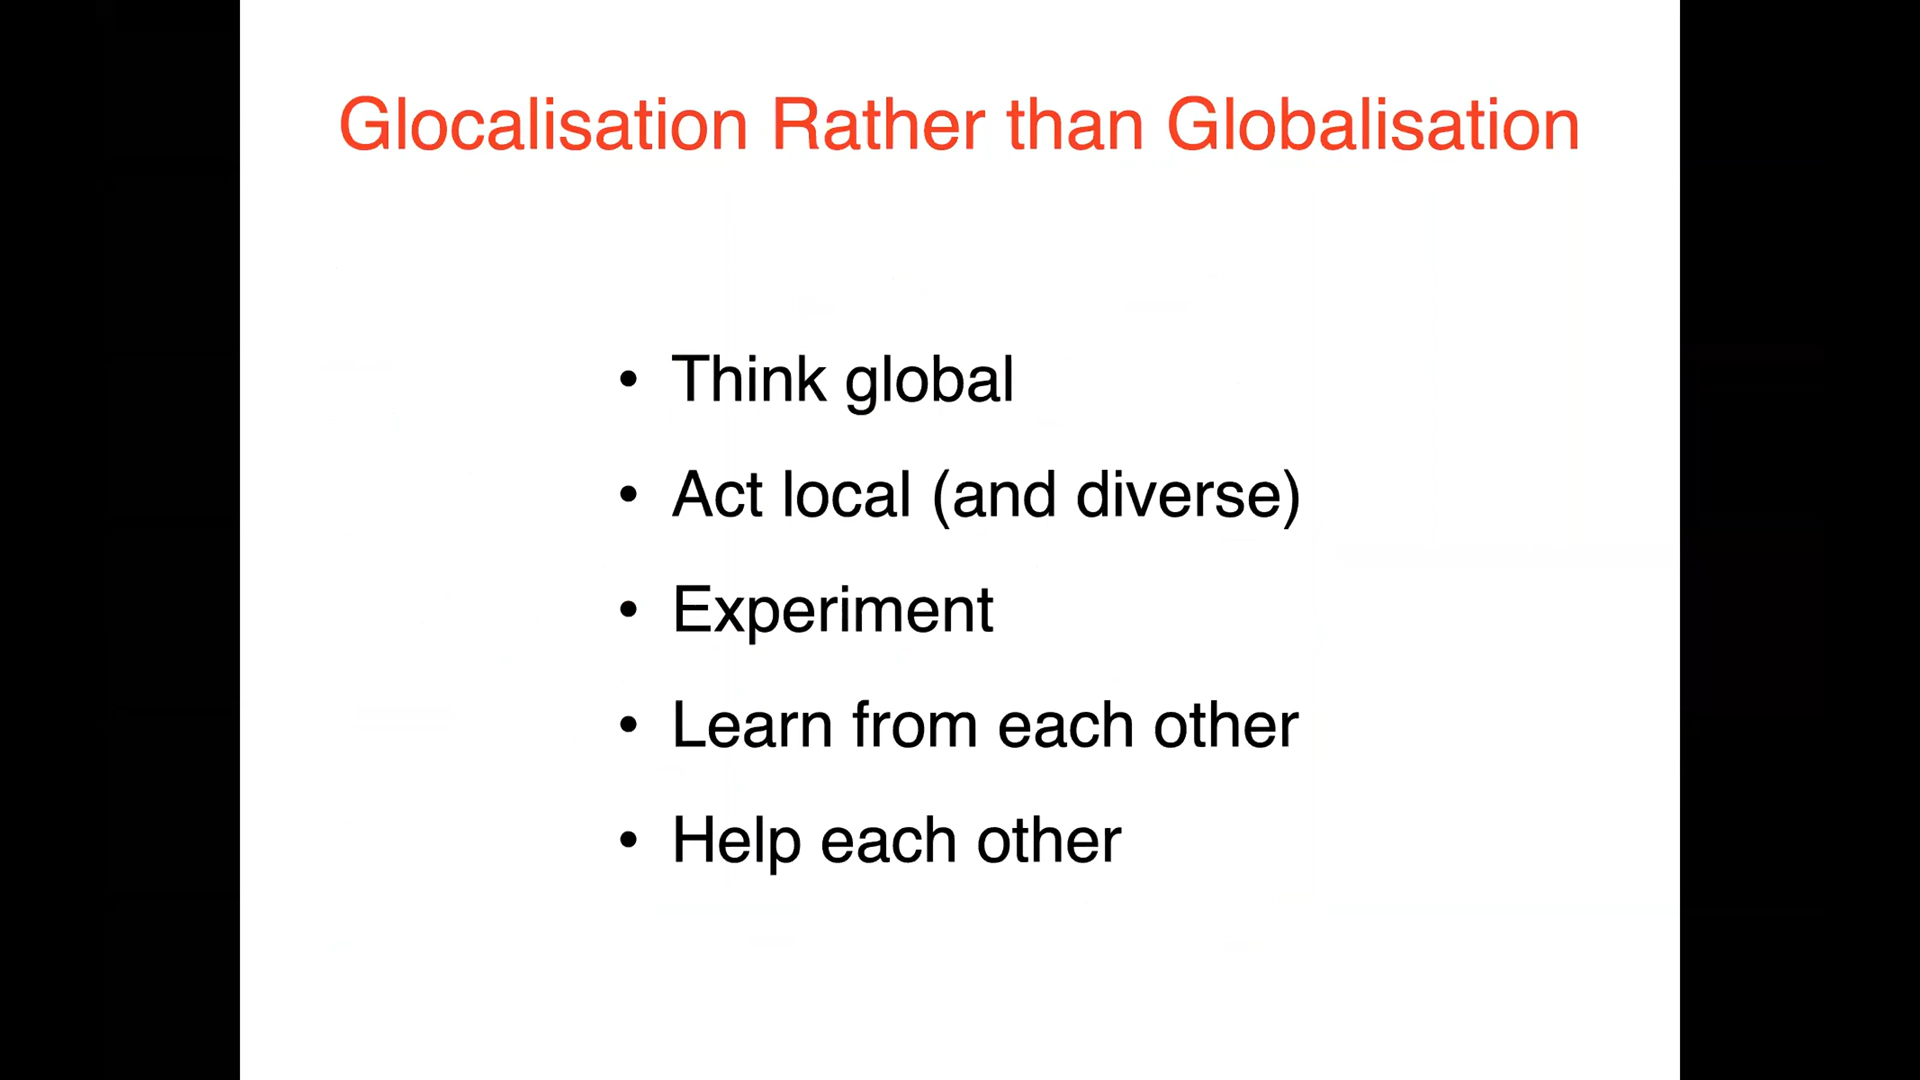 Glocalisation Rather than Globalisation
• Think global
• Act local (and diverse)
• Experiment
• Learn from each other
• Help each other